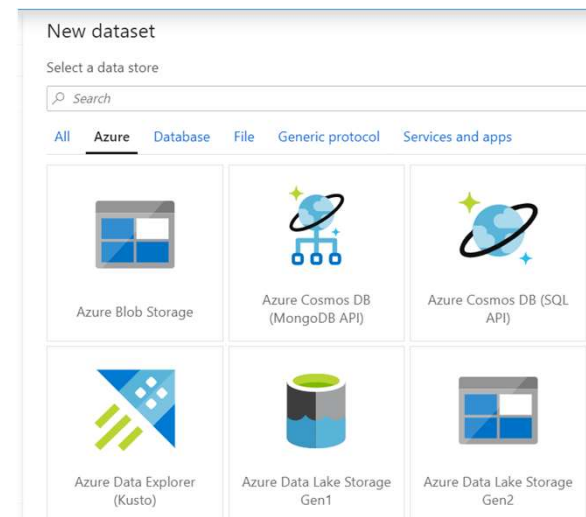 New dataset
Select a data store
Search
All Azure Database File Generic protocol Services and apps
Azure Blob Storage
Azure Cosmos DB
(MongoDB API)
Azure Cosmos DB (SQL
API)
Azure Data Explorer
(Kusto)
Azure Data Lake Storage
Gen1
Azure Data Lake Storage
Gen2